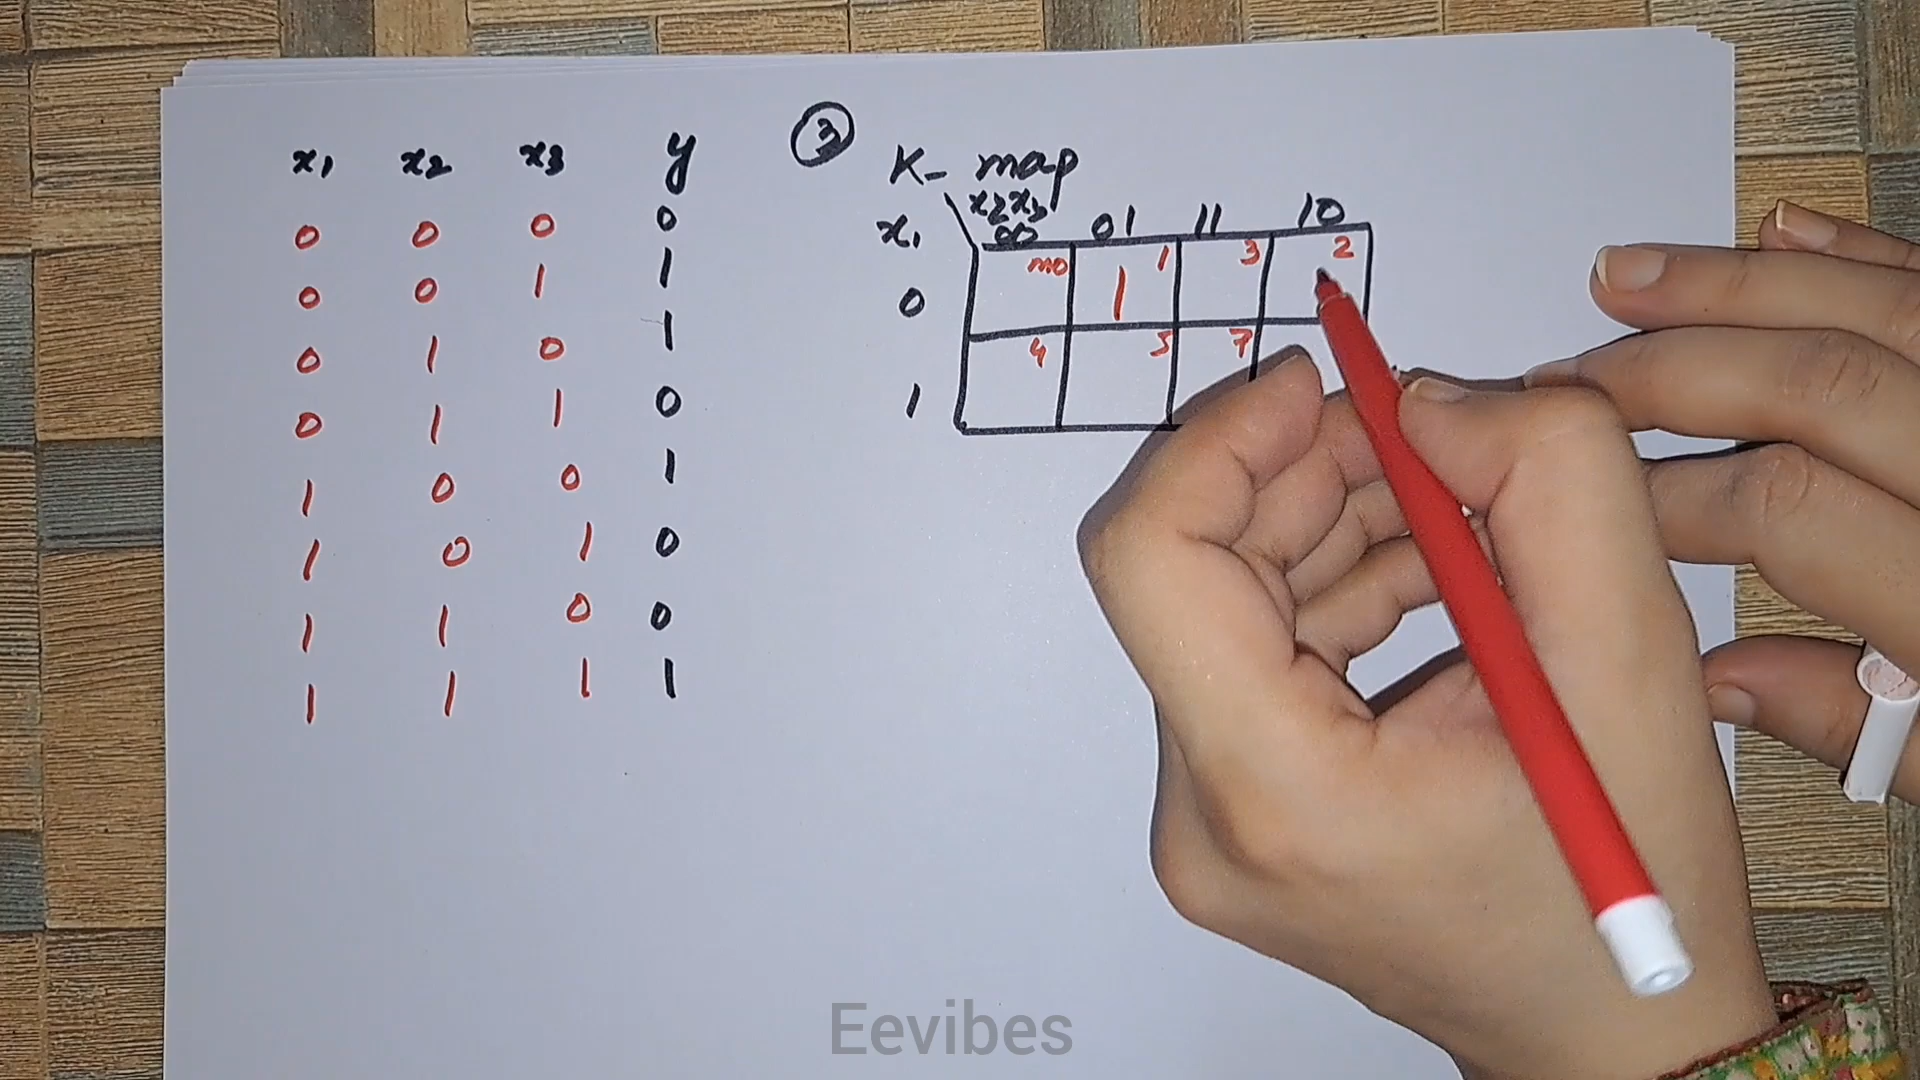 x1 x2 x3 y
0 0 0 0
0 0 1 1
0 1 0 1
0 1 1 0
1 0 0 1
1 0 1 0
1 1 0 0
1 1 1 1
3
K- map
x2x3
x1 00 01 11 10
m0 1 3 2
0 1
4 5 7
1
Eevibes